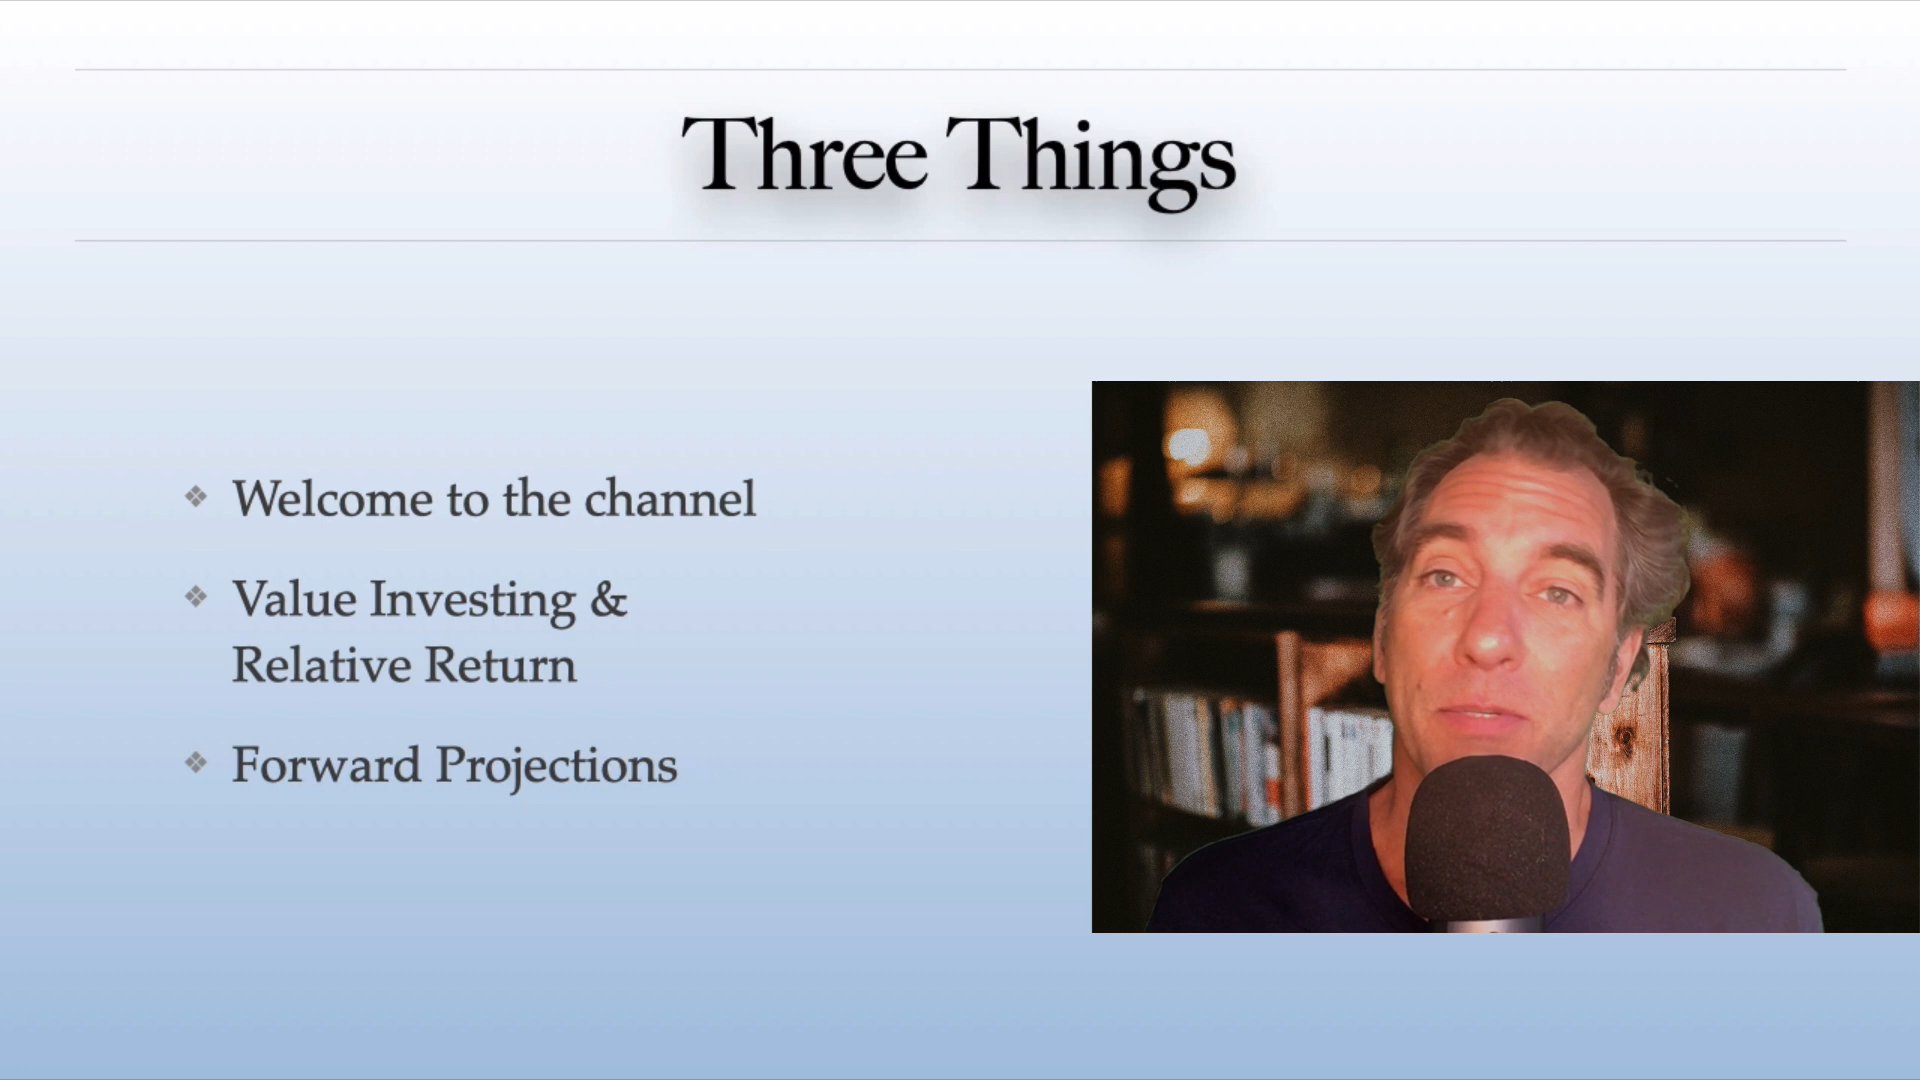 Three Things
Welcome to the channel
Value Investing &
Relative Return
Forward Projections